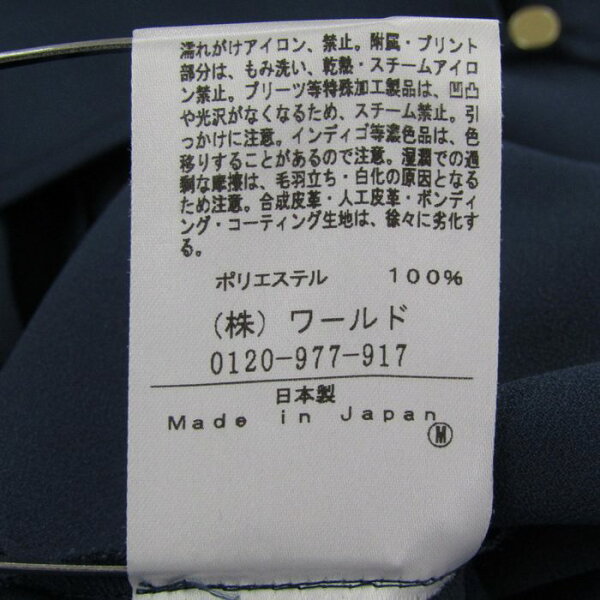 濡れがけアイロン、禁止。附属・プリント
部分は、もみ洗い、乾熱・スチームアイロ
ン禁止。プリーツ等特殊加工製品は、凹凸
や光沢がなくなるため、スチーム禁止。引
っかけに注意。インディゴ等濃色品は、色
移りすることがあるので注意。湿潤での過
剰な摩擦は、毛羽立ち・白化の原因となる
ため注意。合成皮革・人工皮革・ボンディ
ング・コーティング生地は、徐々に劣化す
る。
ポリエステル 100%
(株) ワールド
0120-977-917
日本製
Made in Japan
M